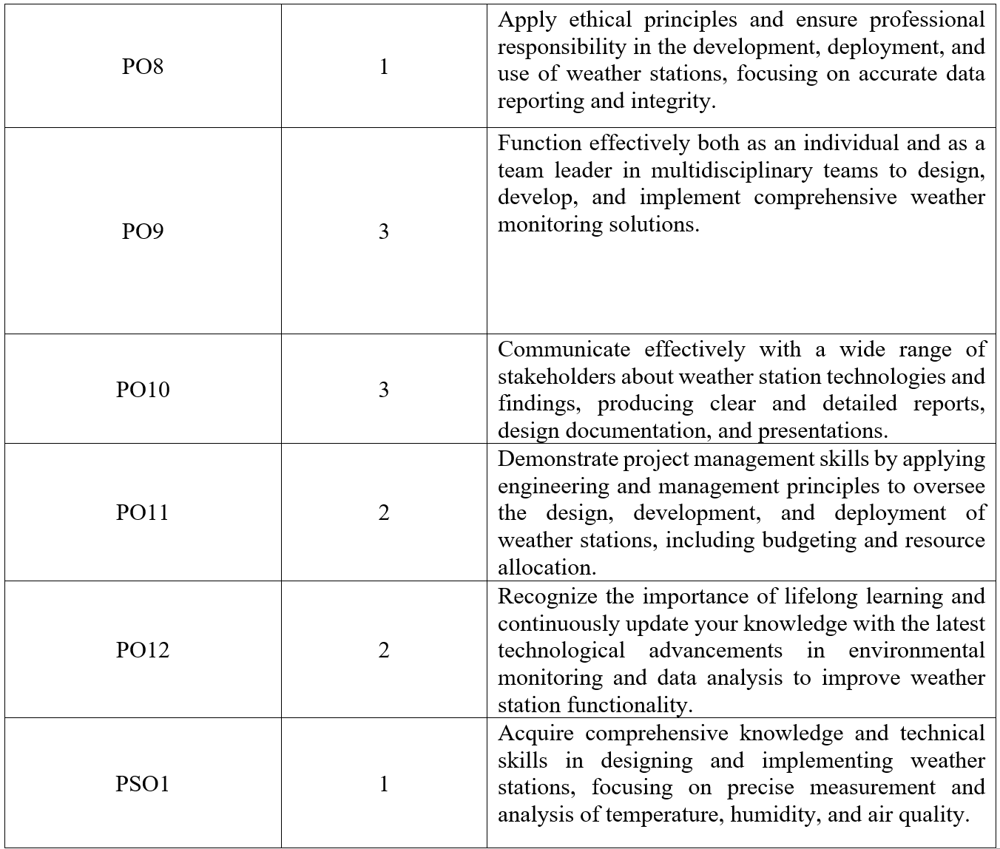 PO8
1
Apply ethical principles and ensure professional
responsibility in the development, deployment, and
use of weather stations, focusing on accurate data
reporting and integrity.
PO9
3
Function effectively both as an individual and as a
team leader in multidisciplinary teams to design,
develop, and implement comprehensive weather
monitoring solutions.
PO10
3
Communicate effectively with a wide range of
stakeholders about weather station technologies and
findings, producing clear and detailed reports,
design documentation, and presentations.
PO11
2
Demonstrate project management skills by applying
engineering and management principles to oversee
the design, development, and deployment of
weather stations, including budgeting and resource
allocation.
PO12
2
Recognize the importance of lifelong learning and
continuously update your knowledge with the latest
technological advancements in environmental
monitoring and data analysis to improve weather
station functionality.
PSO1
1
Acquire comprehensive knowledge and technical
skills in designing and implementing weather
stations, focusing on precise measurement and
analysis of temperature, humidity, and air quality.